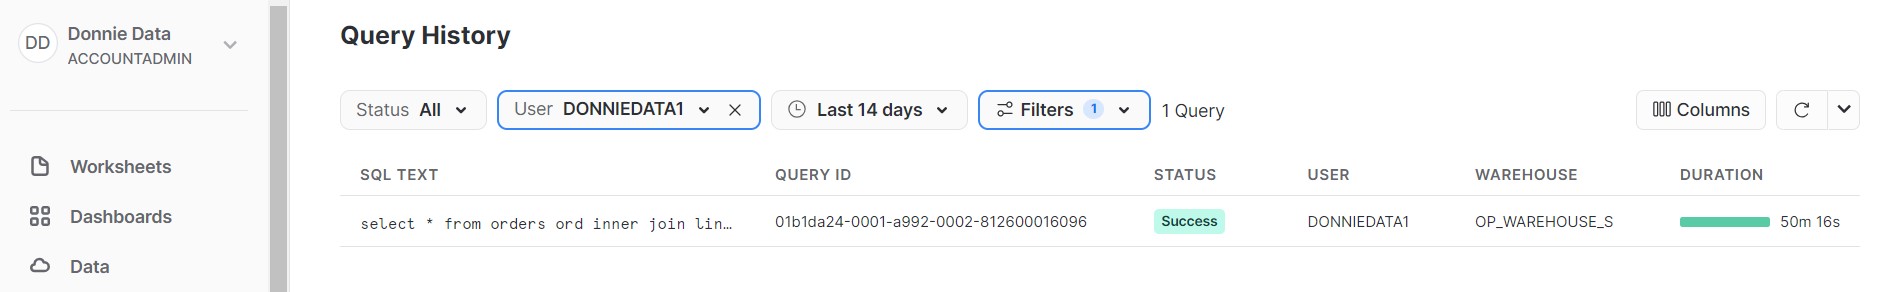 DD
Donnie Data
ACCOUNTADMIN
Worksheets
Dashboards
Data
Query History
Status All
User DONNIEDATA1
Last 14 days
Filters 1
1 Query
Columns
SQL TEXT QUERY ID STATUS USER WAREHOUSE DURATION
select * from orders ord inner join lin… 01b1da24-0001-a992-0002-812600016096 Success DONNIEDATA1 OP_WAREHOUSE_S 50m 16s